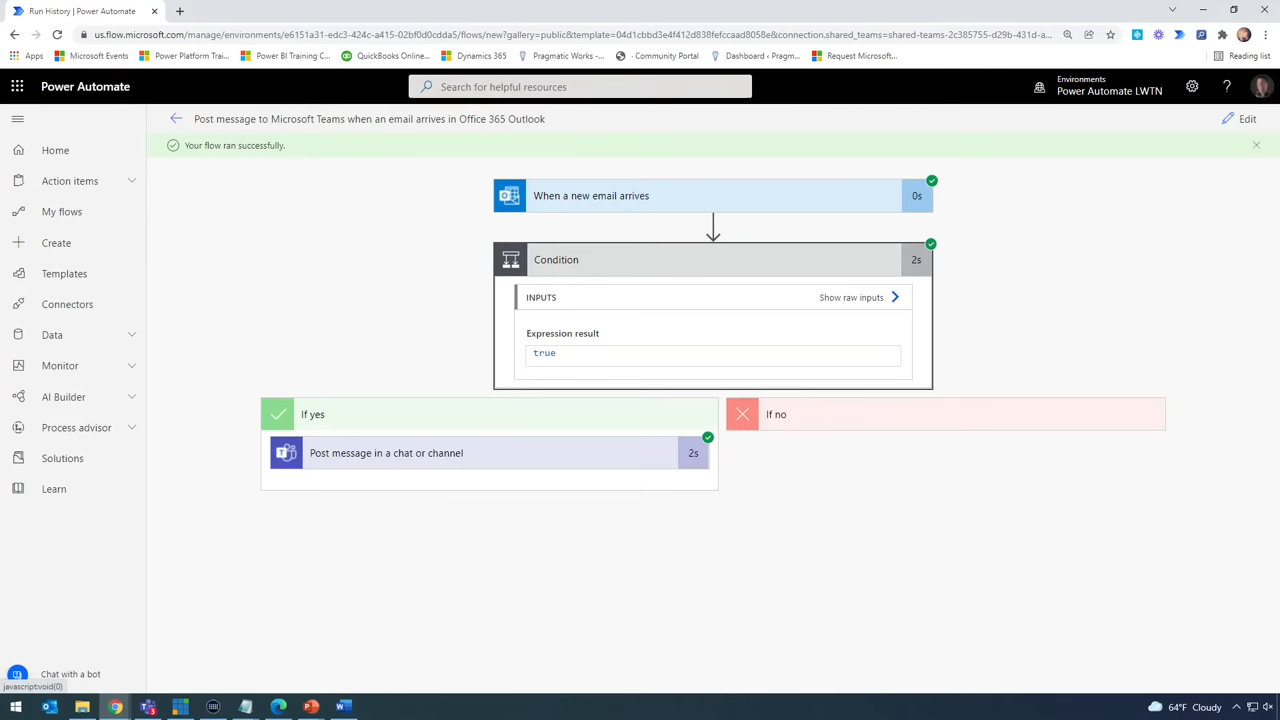 Run History | Power Automate
us.flow.microsoft.com/manage/environments/e6151a31-edc3-424c-a415-02bf0d0cdda5/flows/new?gallery=public&template=04d1cbbd3e4f412d838fefccaad8058e&connection.shared_teams=shared-teams-2c385755-d29b-431d-a...
Apps
Microsoft Events
Power Platform Trai...
Power BI Training C...
QuickBooks Online...
Dynamics 365
Pragmatic Works -...
- Community Portal
Dashboard ‹ Pragm...
Request Microsoft...
Reading list
Power Automate
Search for helpful resources
Environments
Power Automate LWTN
Post message to Microsoft Teams when an email arrives in Office 365 Outlook
Edit
Your flow ran successfully.
Home
Action items
My flows
Create
Templates
Connectors
Data
Monitor
AI Builder
Process advisor
Solutions
Learn
Chat with a bot
javascript:void(0)
When a new email arrives
0s
Condition
2s
INPUTS
Show raw inputs
Expression result
true
If yes
If no
Post message in a chat or channel
2s
64°F Cloudy